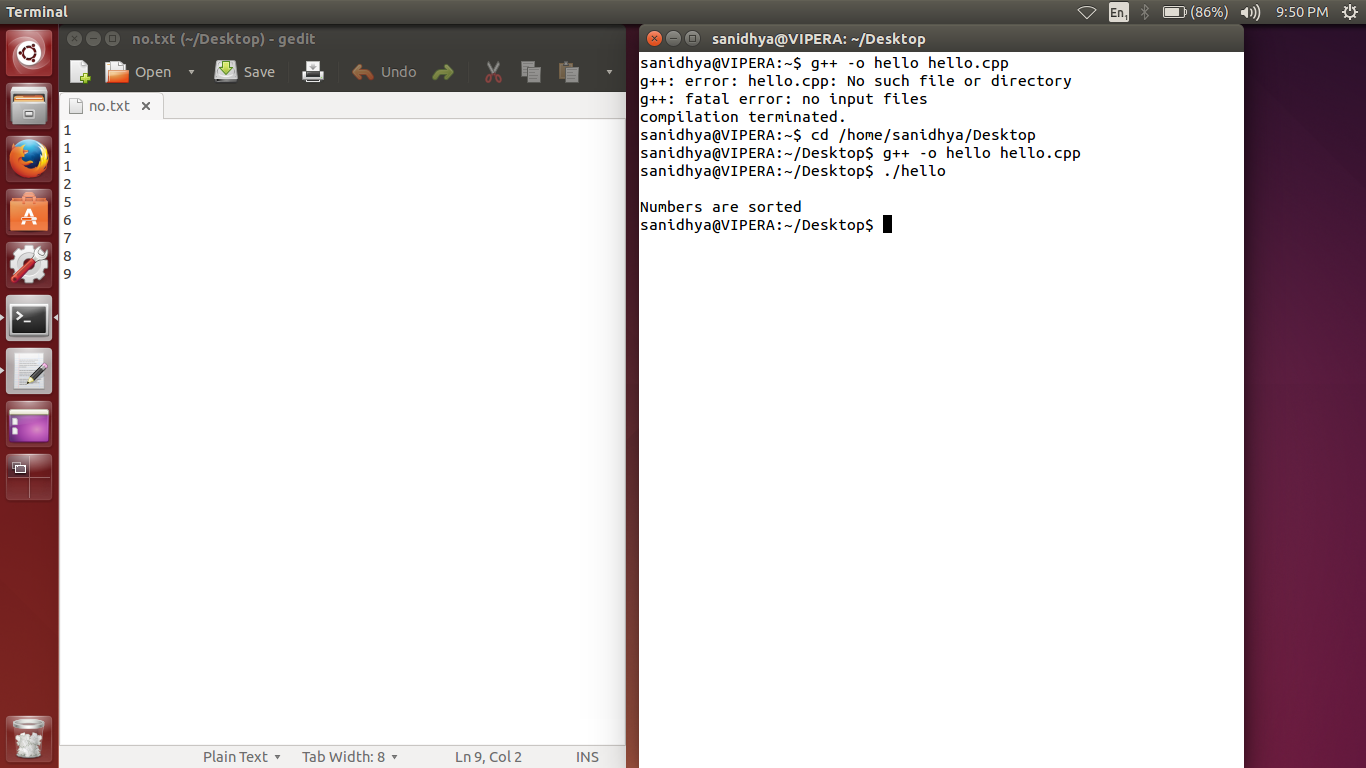 Terminal
En1
(86%)
9:50 PM
no.txt (~/Desktop) - gedit
Open
Save
Undo
no.txt
1
1
1
2
5
6
7
8
9
Plain Text
Tab Width: 8
Ln 9, Col 2
INS
sanidhya@VIPERA: ~/Desktop
sanidhya@VIPERA:~$ g++ -o hello hello.cpp
g++: error: hello.cpp: No such file or directory
g++: fatal error: no input files
compilation terminated.
sanidhya@VIPERA:~$ cd /home/sanidhya/Desktop
sanidhya@VIPERA:~/Desktop$ g++ -o hello hello.cpp
sanidhya@VIPERA:~/Desktop$ ./hello
Numbers are sorted
sanidhya@VIPERA:~/Desktop$